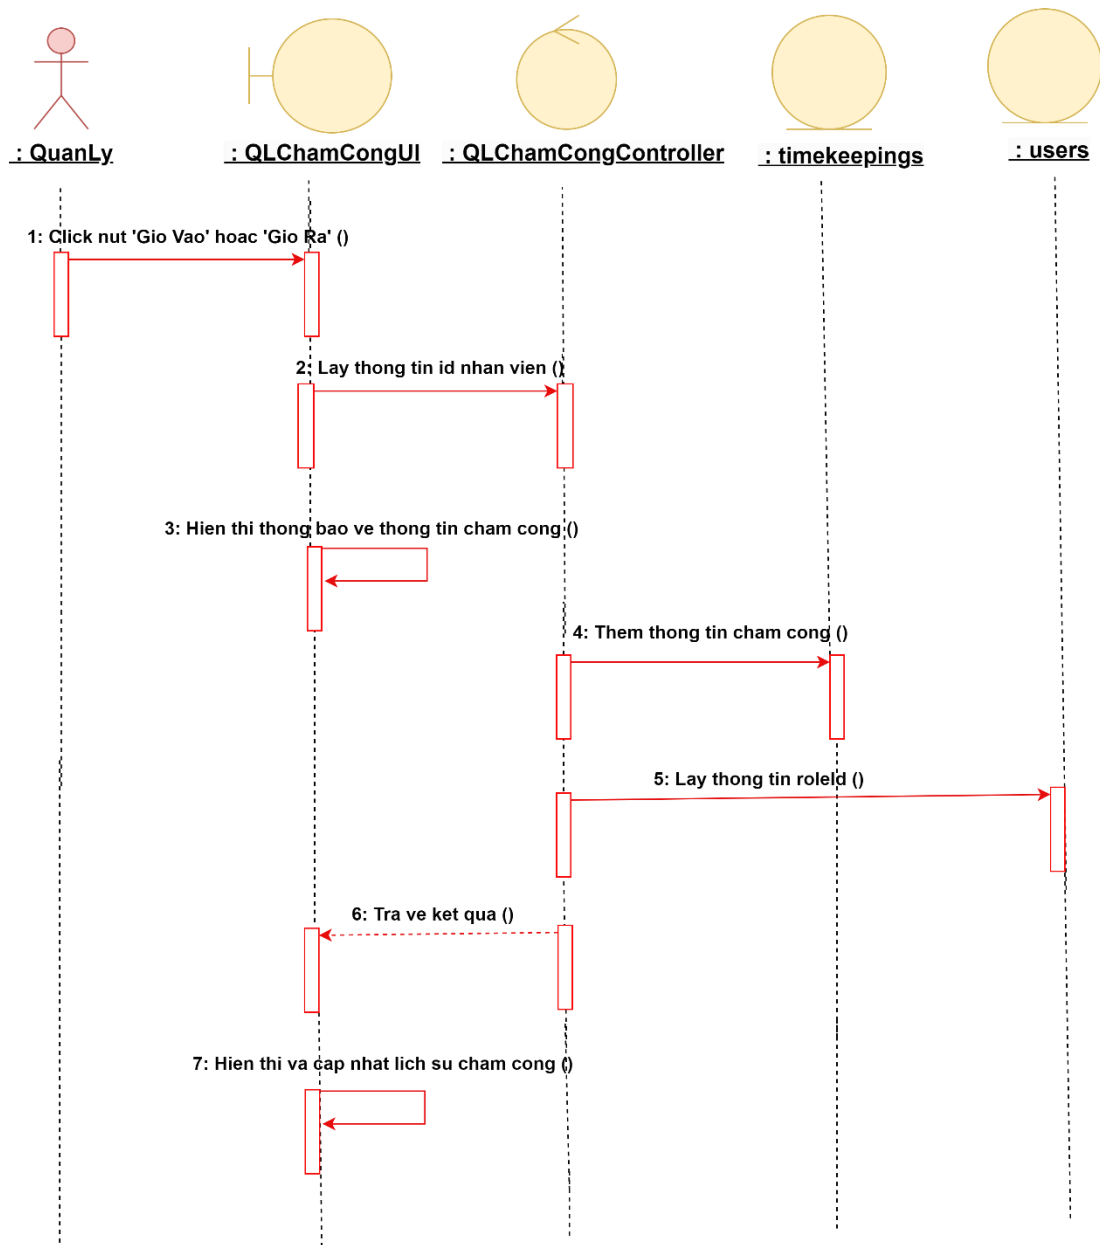 : QuanLy
: QLChamCongUI
: QLChamCongController
: timekeepings
: users
1: Click nut 'Gio Vao' hoac 'Gio Ra' ()
2: Lay thong tin id nhan vien ()
3: Hien thi thong bao ve thong tin cham cong ()
4: Them thong tin cham cong ()
5: Lay thong tin roleId ()
6: Tra ve ket qua ()
7: Hien thi va cap nhat lich su cham cong ()